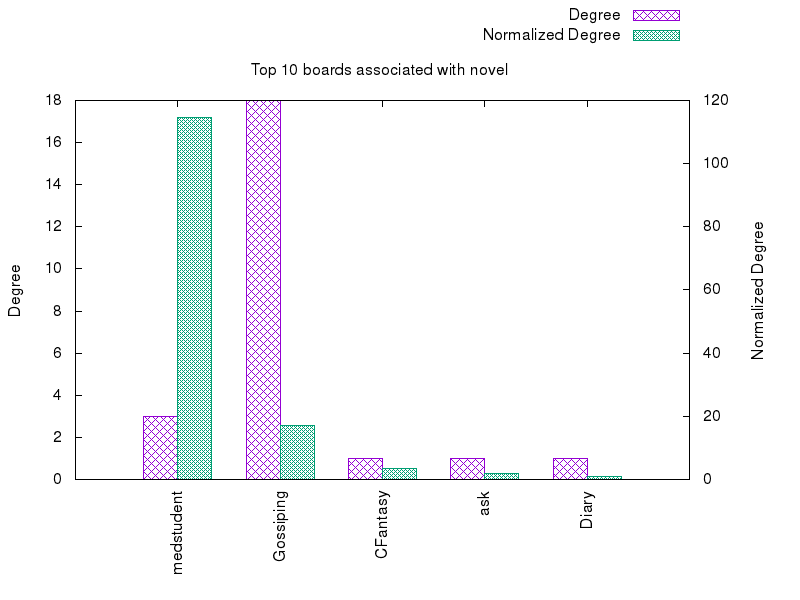 Degree
Normalized Degree
Top 10 boards associated with novel
18
16
14
12
10
8
6
4
2
0
120
100
80
60
40
20
0
Degree
Normalized Degree
medstudent
Gossiping
CFantasy
ask
Diary